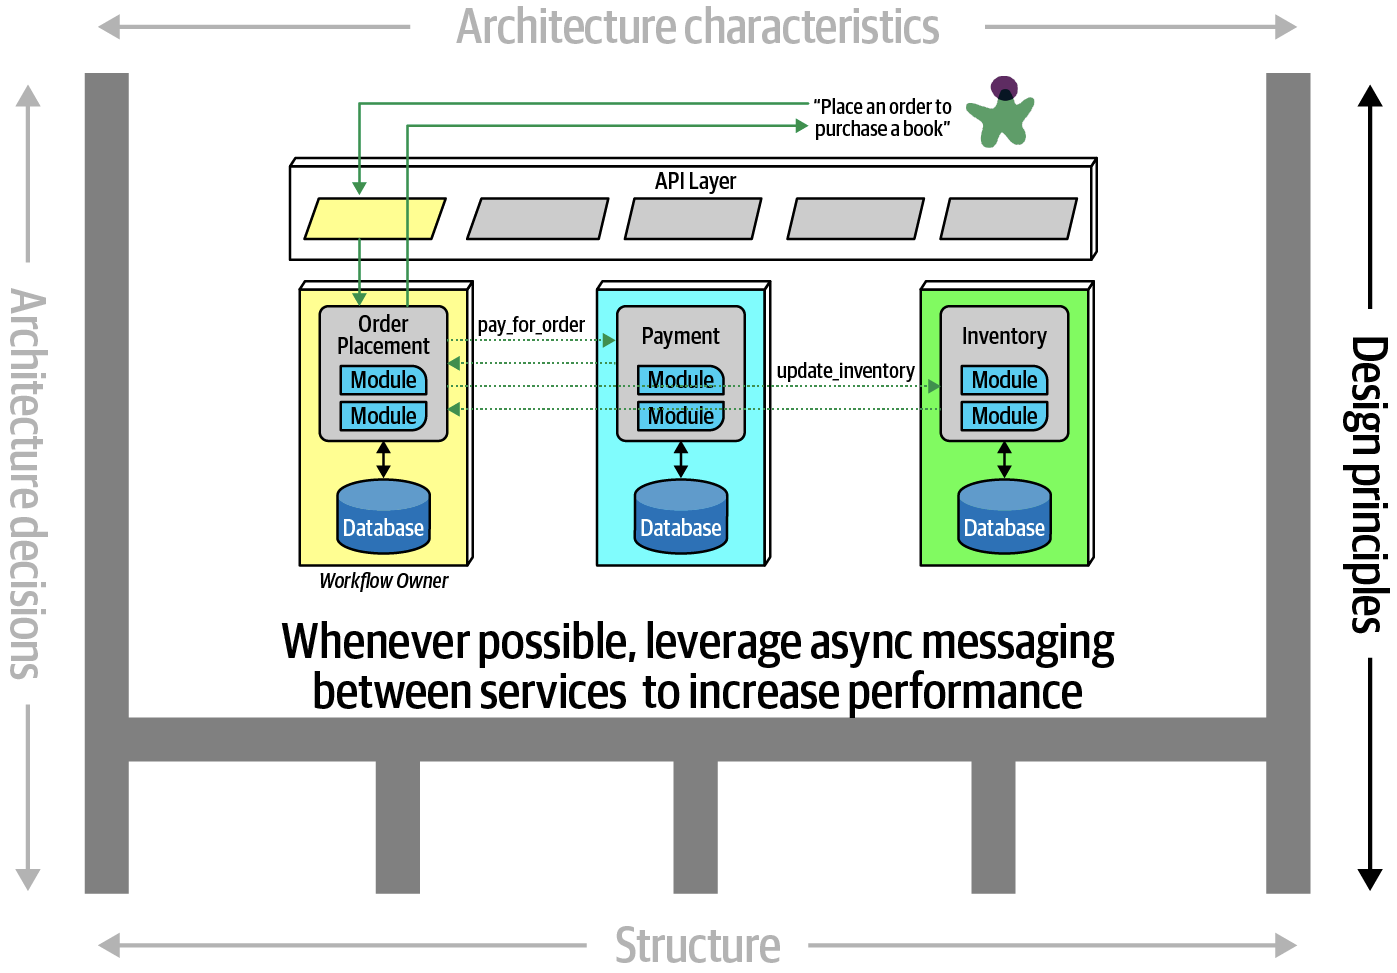 Architecture characteristics
“Place an order to
purchase a book”
API Layer
Order
Placement
Module
Module
Database
Workflow Owner
pay_for_order
Payment
Module
Module
Database
update_inventory
Inventory
Module
Module
Database
Whenever possible, leverage async messaging
between services to increase performance
Architecture decisions
Design principles
Structure